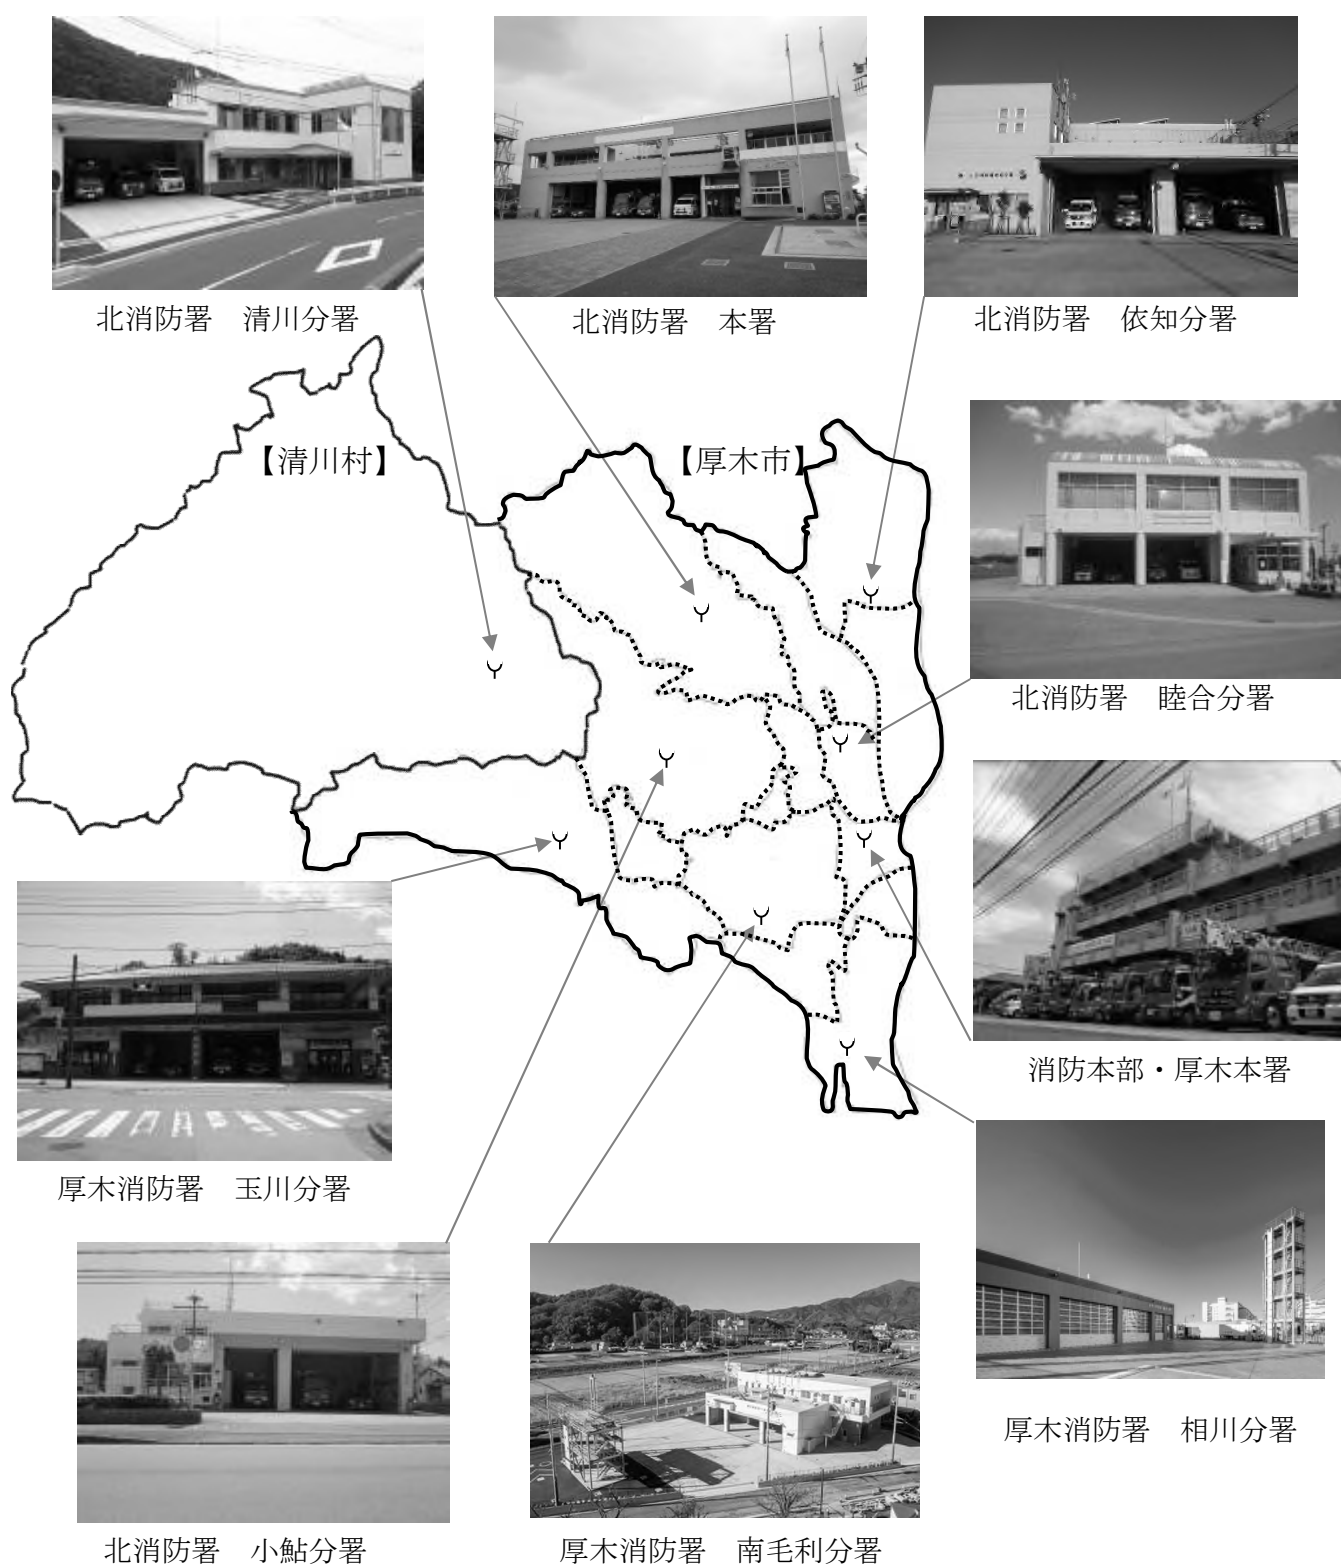 北消防署　清川分署
北消防署　本署
北消防署　依知分署
【清川村】
【厚木市】
北消防署　睦合分署
消防本部・厚木本署
厚木消防署　玉川分署
厚木消防署　相川分署
北消防署　小鮎分署
厚木消防署　南毛利分署